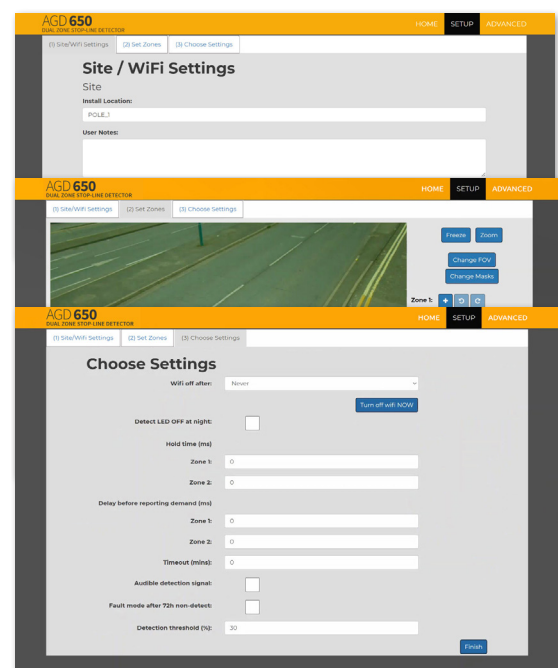 AGD 650
DUAL ZONE STOP-LINE DETECTOR
HOME SETUP ADVANCED
(1) Site/Wifi Settings (2) Set Zones (3) Choose Settings
Site / WiFi Settings
Site
Install Location:
POLE_1
User Notes:
AGD 650
DUAL ZONE STOP-LINE DETECTOR
HOME SETUP ADVANCED
(1) Site/Wifi Settings (2) Set Zones (3) Choose Settings
Freeze Zoom
Change FOV
Change Masks
Zone 1: +
AGD 650
DUAL ZONE STOP-LINE DETECTOR
HOME SETUP ADVANCED
(1) Site/Wifi Settings (2) Set Zones (3) Choose Settings
Choose Settings
Wifi off after: Never
Turn off wifi NOW
Detect LED OFF at night:
Hold time (ms)
Zone 1: 0
Zone 2: 0
Delay before reporting demand (ms)
Zone 1: 0
Zone 2: 0
Timeout (mins): 0
Audible detection signal:
Fault mode after 72h non-detect:
Detection threshold (%): 30
Finish